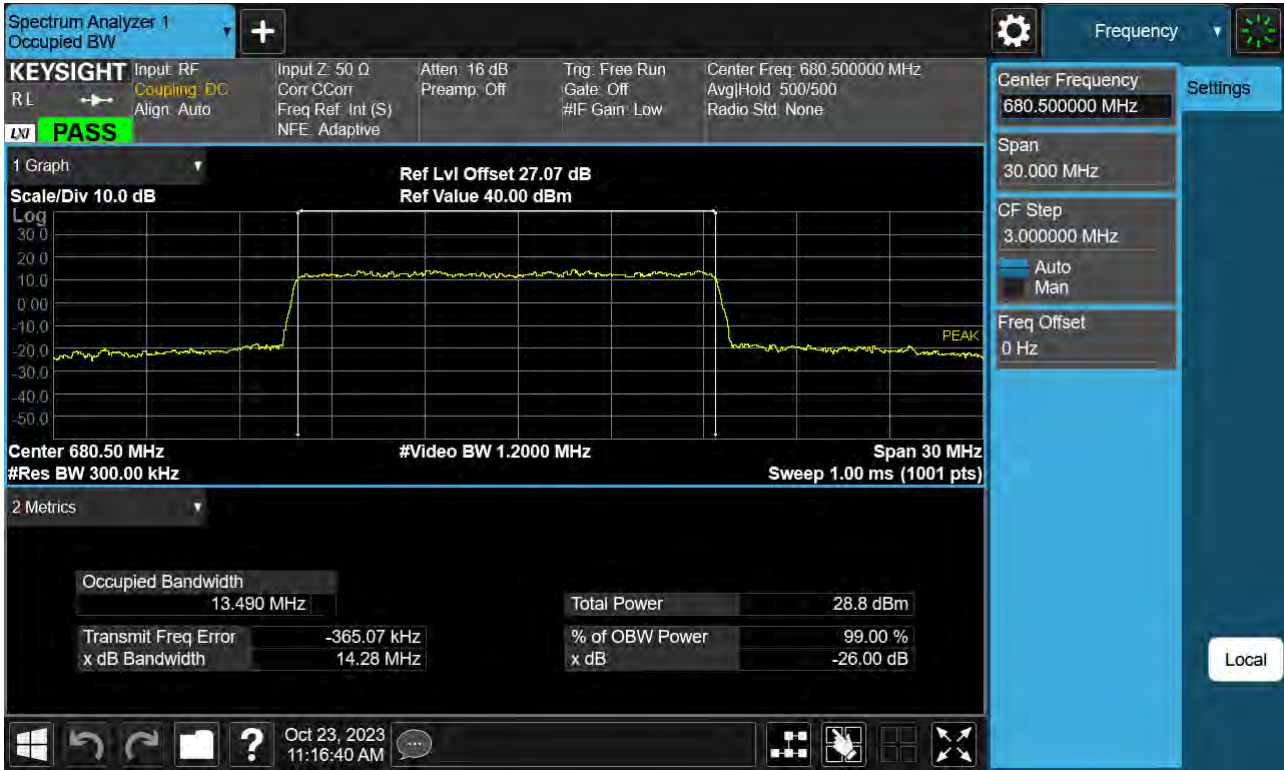 Spectrum Analyzer 1
Occupied BW
+
Frequency
KEYSIGHT
RL
LXI
PASS
Input: RF
Coupling: DC
Align: Auto
Input Z: 50 Ω
Corr CCorr
Freq Ref: Int (S)
NFE: Adaptive
Atten: 16 dB
Preamp: Off
Trig: Free Run
Gate: Off
#IF Gain: Low
Center Freq: 680.500000 MHz
Avg|Hold: 500/500
Radio Std: None
Center Frequency
680.500000 MHz
Settings
Span
30.000 MHz
CF Step
3.000000 MHz
Auto
Man
Freq Offset
0 Hz
Local
1 Graph
Ref Lvl Offset 27.07 dB
Scale/Div 10.0 dB
Ref Value 40.00 dBm
Log
30.0
20.0
10.0
0.00
-10.0
PEAK
-20.0
-30.0
-40.0
-50.0
Center 680.50 MHz
#Video BW 1.2000 MHz
Span 30 MHz
#Res BW 300.00 kHz
Sweep 1.00 ms (1001 pts)
2 Metrics
Occupied Bandwidth
13.490 MHz
Total Power 28.8 dBm
Transmit Freq Error -365.07 kHz
% of OBW Power 99.00 %
x dB Bandwidth 14.28 MHz
x dB -26.00 dB
?
Oct 23, 2023
11:16:40 AM